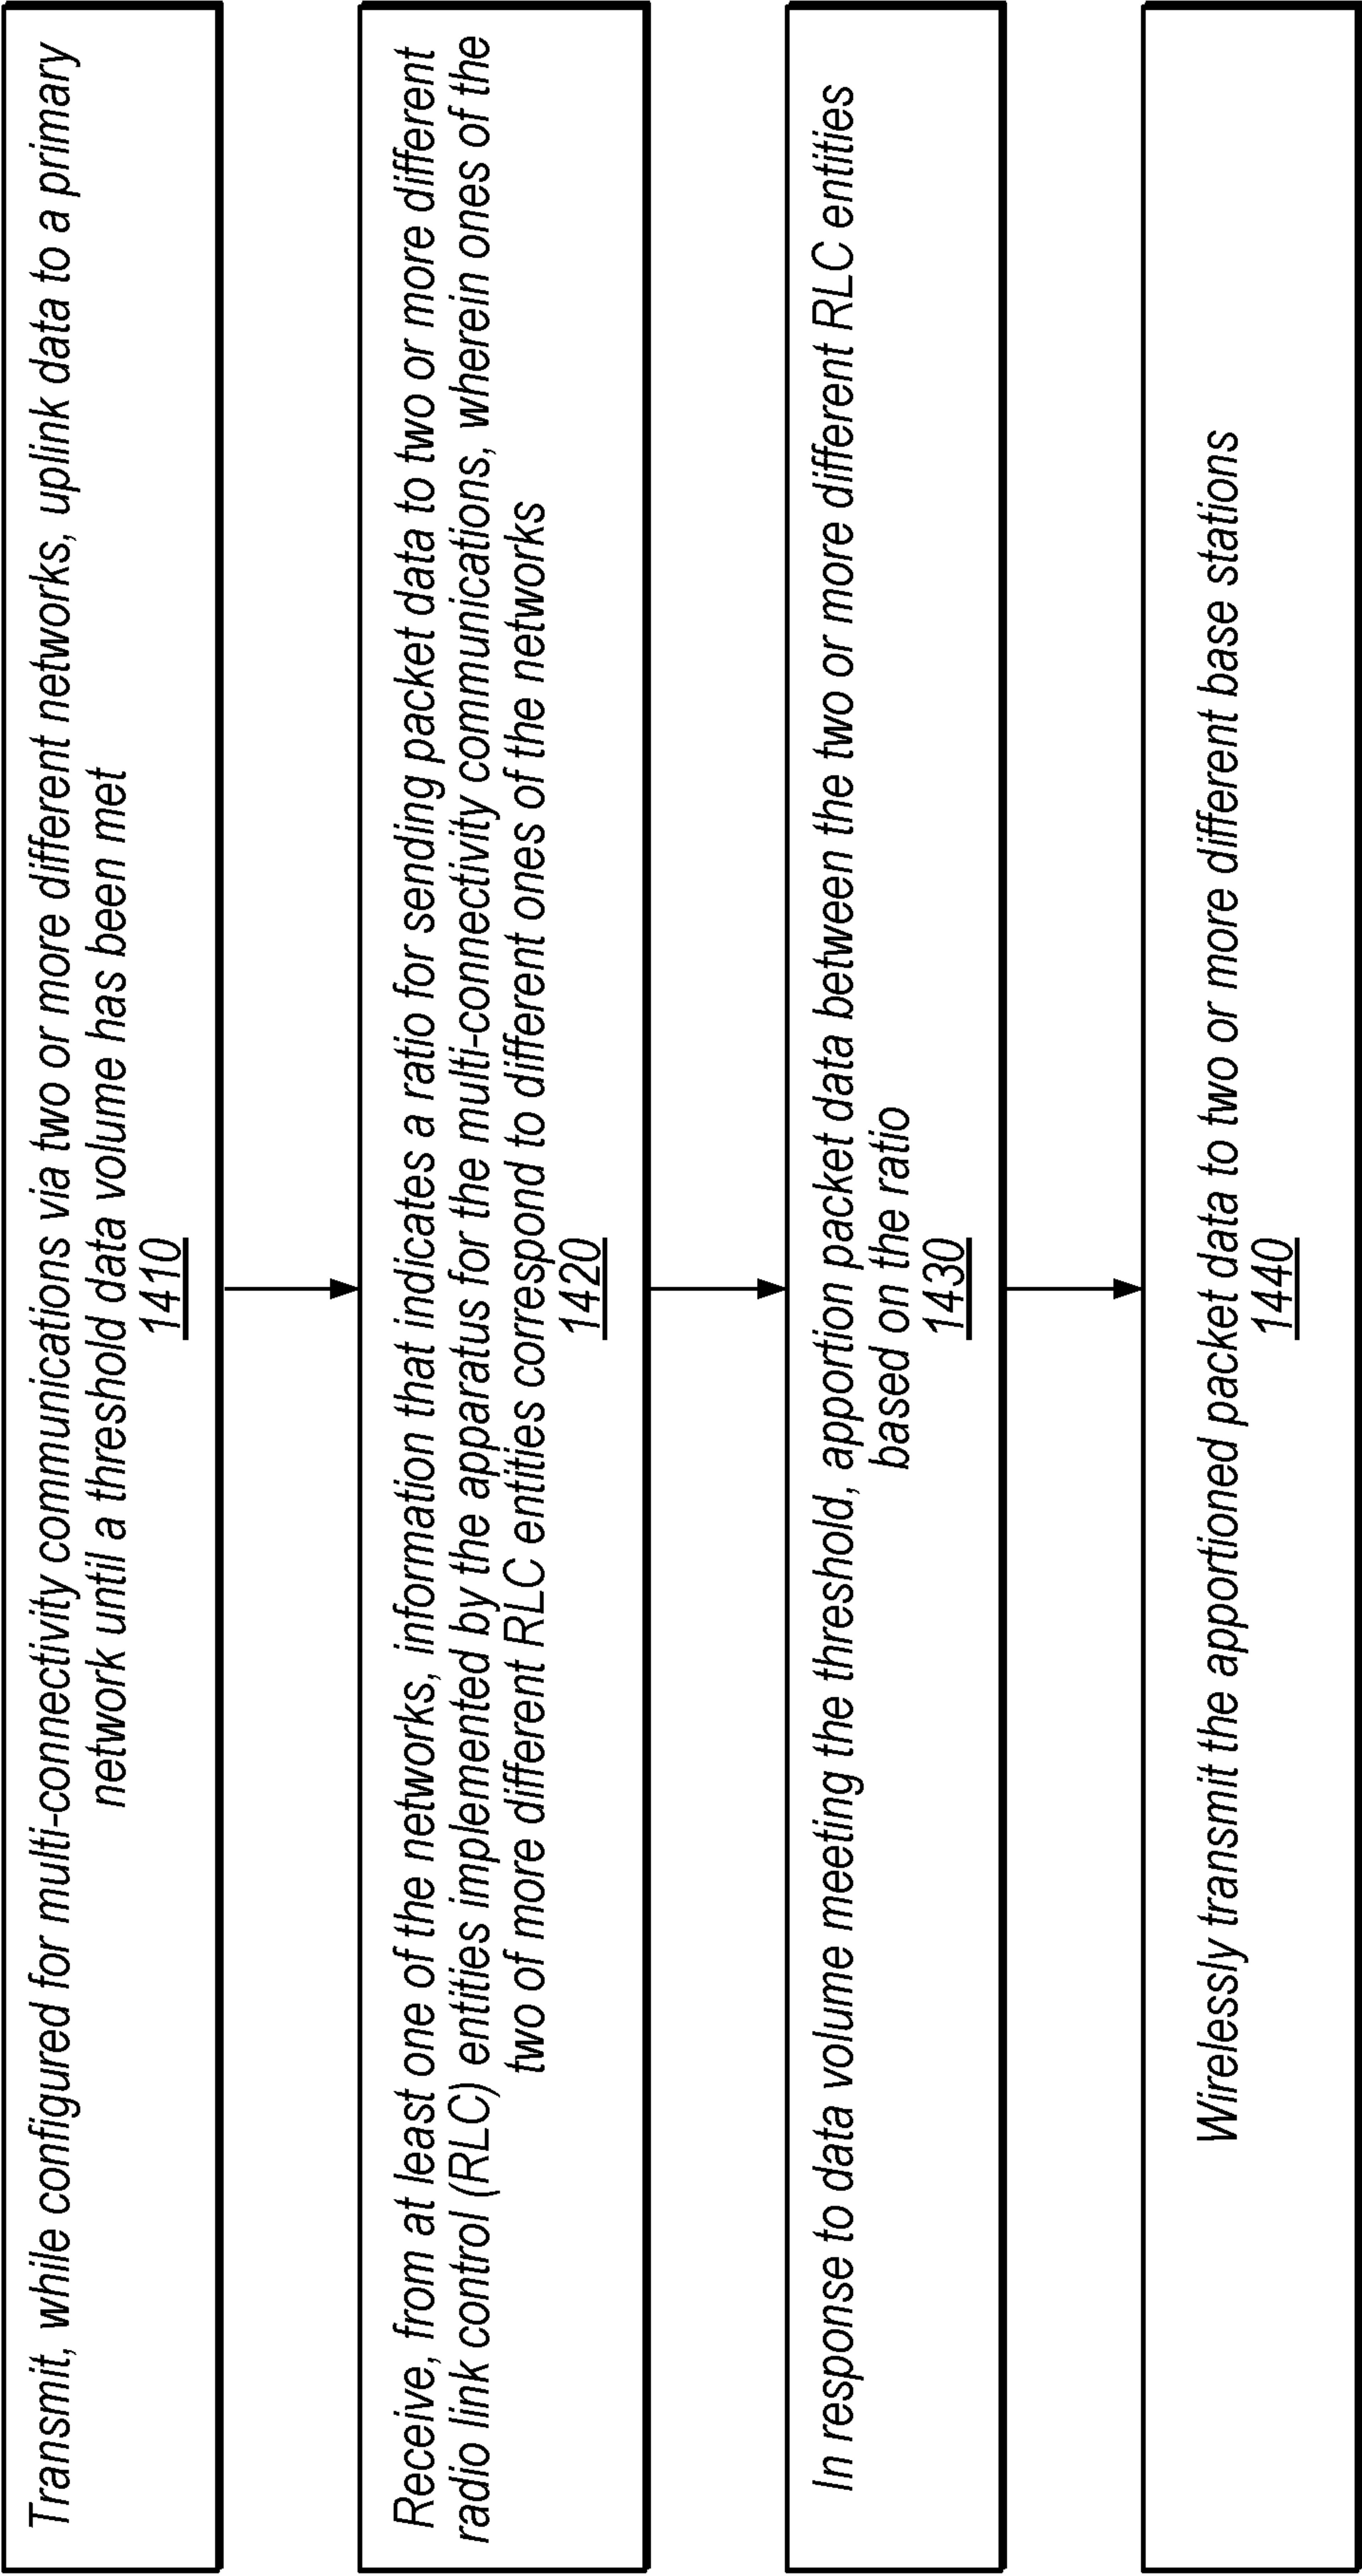 Transmit, while configured for multi-connectivity communications via two or more different networks, uplink data to a primary
network until a threshold data volume has been met
1410
Receive, from at least one of the networks, information that indicates a ratio for sending packet data to two or more different
radio link control (RLC) entities implemented by the apparatus for the multi-connectivity communications, wherein ones of the
two of more different RLC entities correspond to different ones of the networks
1420
In response to data volume meeting the threshold, apportion packet data between the two or more different RLC entities
based on the ratio
1430
Wirelessly transmit the apportioned packet data to two or more different base stations
1440